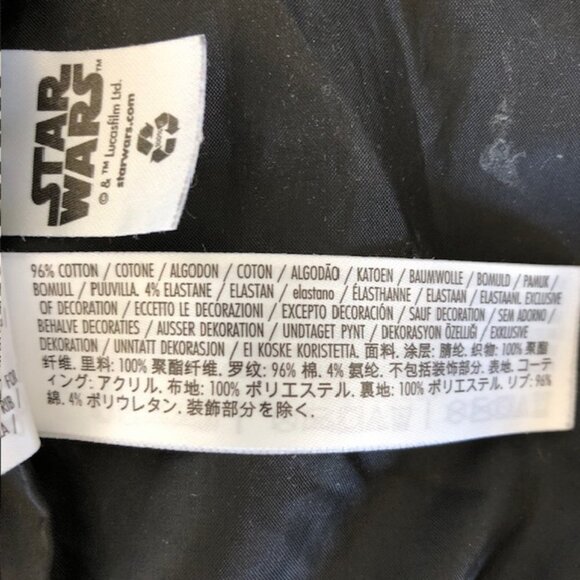 STAR
WARS™
© & ™ Lucasfilm Ltd.
starwars.com
96% COTTON / COTONE / ALGODON / COTON / ALGODÃO / KATOEN / BAUMWOLLE / BOMULD / PAMUK /
BOMULL / PUUVILLA. 4% ELASTANE / ELASTAN / elastano / ÉLASTHANNE / ELASTAAN / ELASTAANI. EXCLUSIVE
OF DECORATION / ECCETTO LE DECORAZIONI / EXCEPTO DECORACIÓN / SAUF DECORATION / SEM ADORNO /
BEHALVE DECORATIES / AUSSER DEKORATION / UNDTAGET PYNT / DEKORASYON ÖZELLIĞI / EXKLUSIVE
DEKORATION / UNNTATT DEKORASJON / EI KOSKE KORISTETTA. 面料, 涂层: 腈纶, 织物: 100% 聚酯
纤维. 里料: 100% 聚酯纤维. 罗纹: 96% 棉. 4% 氨纶. 不包括装饰部分. 表地, コーテ
ィング: アクリル. 布地: 100% ポリエステル. 裏地: 100% ポリエステル. リブ: 96%
綿. 4% ポリウレタン. 装飾部分を除く.
FOR